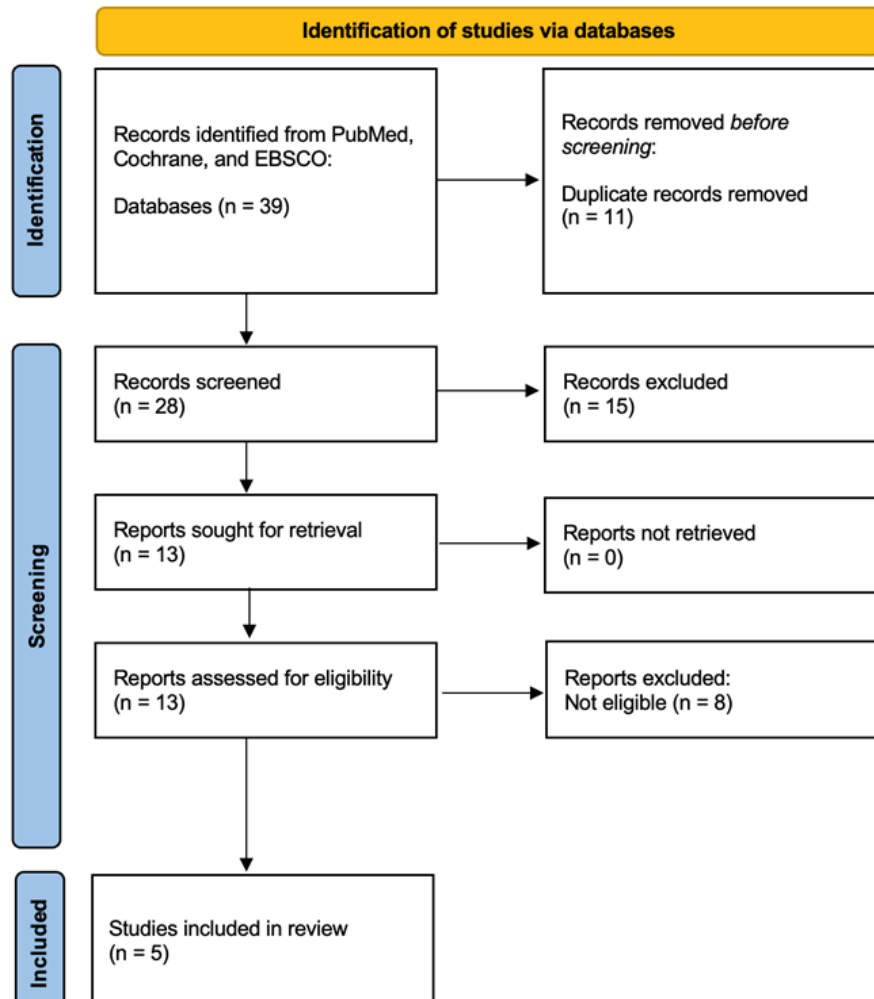 Identification of studies via databases
Identification
Records identified from PubMed,
Cochrane, and EBSCO:
Databases (n = 39)
Records removed before
screening:
Duplicate records removed
(n = 11)
Screening
Records screened
(n = 28)
Records excluded
(n = 15)
Reports sought for retrieval
(n = 13)
Reports not retrieved
(n = 0)
Reports assessed for eligibility
(n = 13)
Reports excluded:
Not eligible (n = 8)
Included
Studies included in review
(n = 5)